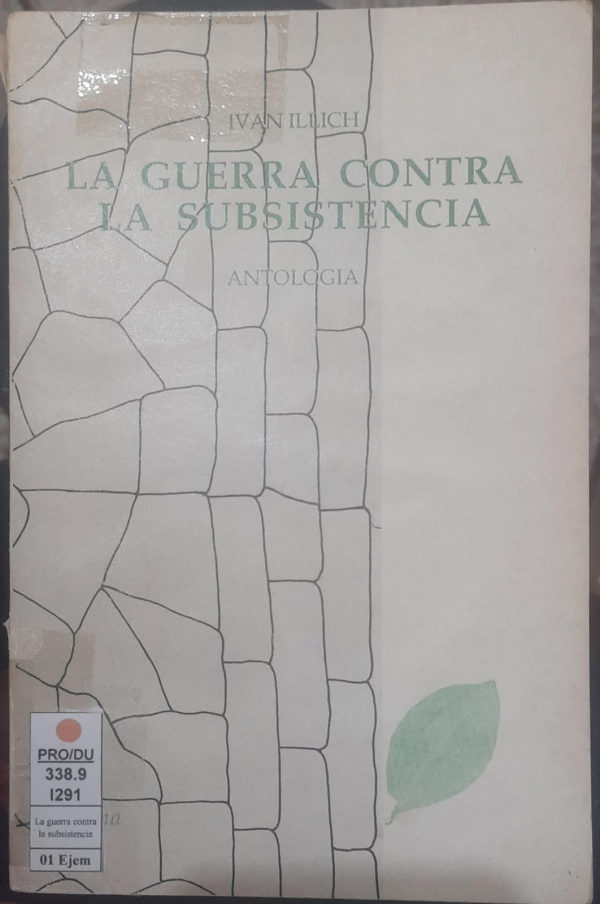 IVAN ILLICH
LA GUERRA CONTRA
LA SUBSISTENCIA
ANTOLOGIA
PRO/DU
338.9
I291
La guerra contra
la subsistencia
01 Ejem